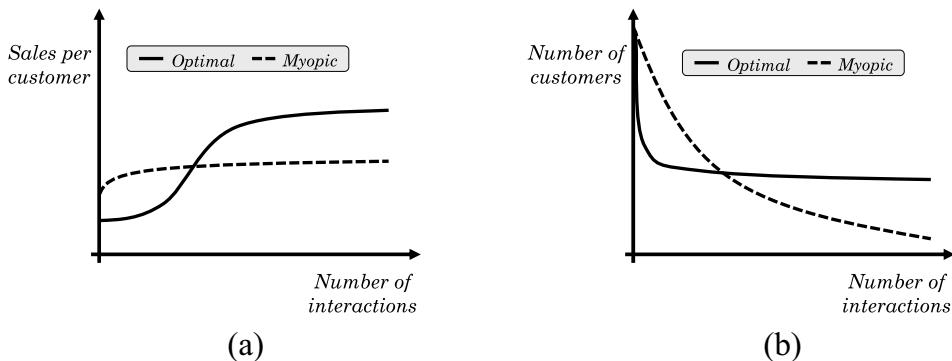 Sales per
customer
Optimal Myopic
Number of
interactions
(a)
Number of
customers
Optimal Myopic
Number of
interactions
(b)